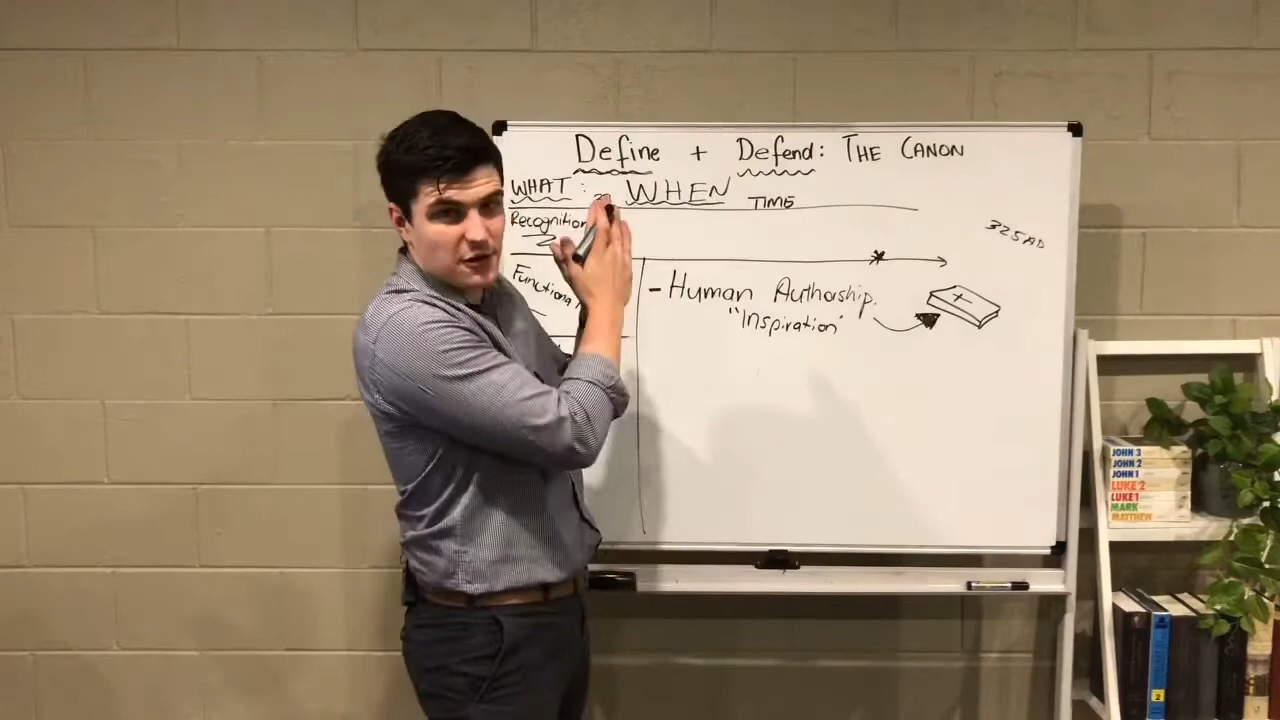 Define + Defend: THE CANON
WHAT: WHEN TIME
Recognition
325AD
Functional
- Human Authorship.
"Inspiration"
JOHN 3
JOHN 2
JOHN 1
LUKE 2
LUKE 1
MARK
MATTHEW
2